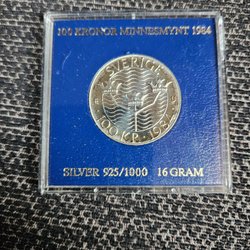 100 KRONOR MINNESMYNT 1984
SVERIGE
100 KR
SILVER 925/1000 16 GRAM